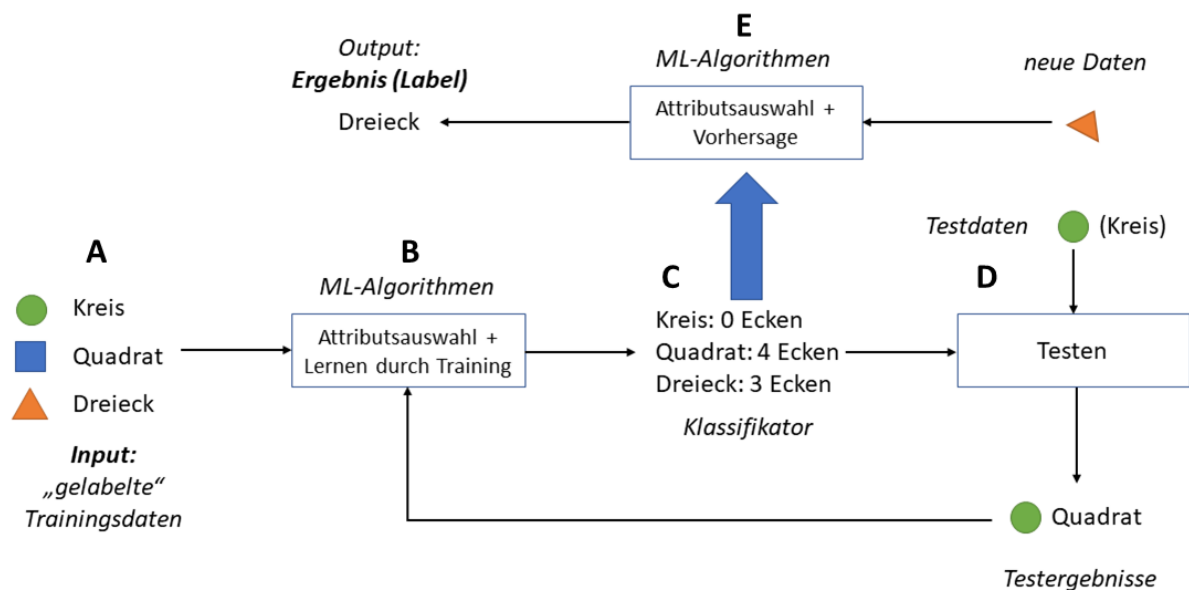 E
Output:
Ergebnis (Label)
Dreieck
ML-Algorithmen
Attributsauswahl +
Vorhersage
neue Daten
A
Kreis
Quadrat
Dreieck
Input:
„gelabelte“
Trainingsdaten
B
ML-Algorithmen
Attributsauswahl +
Lernen durch Training
C
Kreis: 0 Ecken
Quadrat: 4 Ecken
Dreieck: 3 Ecken
Klassifikator
Testdaten
(Kreis)
D
Testen
Quadrat
Testergebnisse